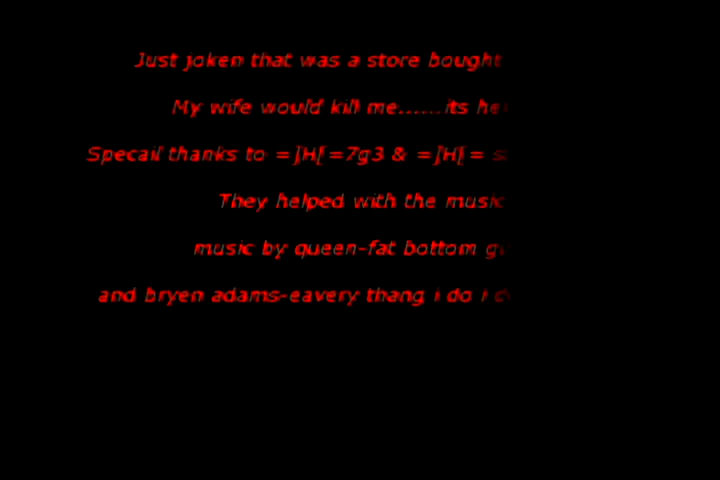 Just joken that was a store bought
My wife would kill me......its
Specail thanks to =]H[=7g3 & =]H[=
They helped with the music
music by queen-fat bottom
and bryen adams-eavery thang i do i